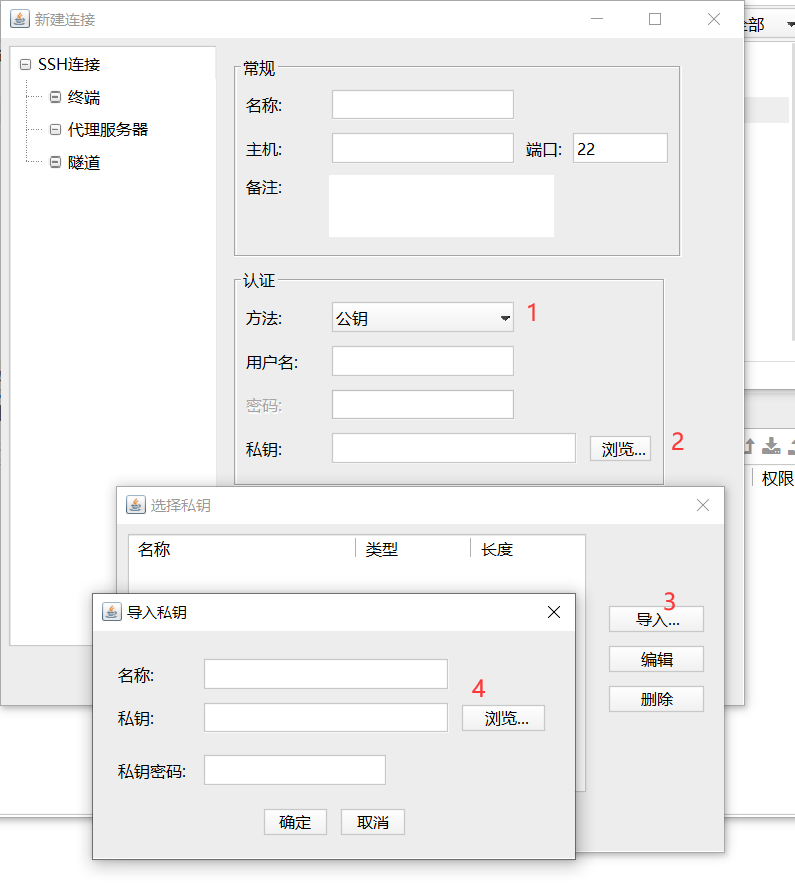 新建连接
全部
SSH连接
终端
代理服务器
隧道
常规
名称:
主机:
端口: 22
备注:
认证
方法: 公钥 1
用户名:
密码:
私钥: 浏览... 2
权限
选择私钥
名称 类型 长度
导入私钥
3
导入...
编辑
删除
名称:
4
私钥: 浏览...
私钥密码:
确定 取消